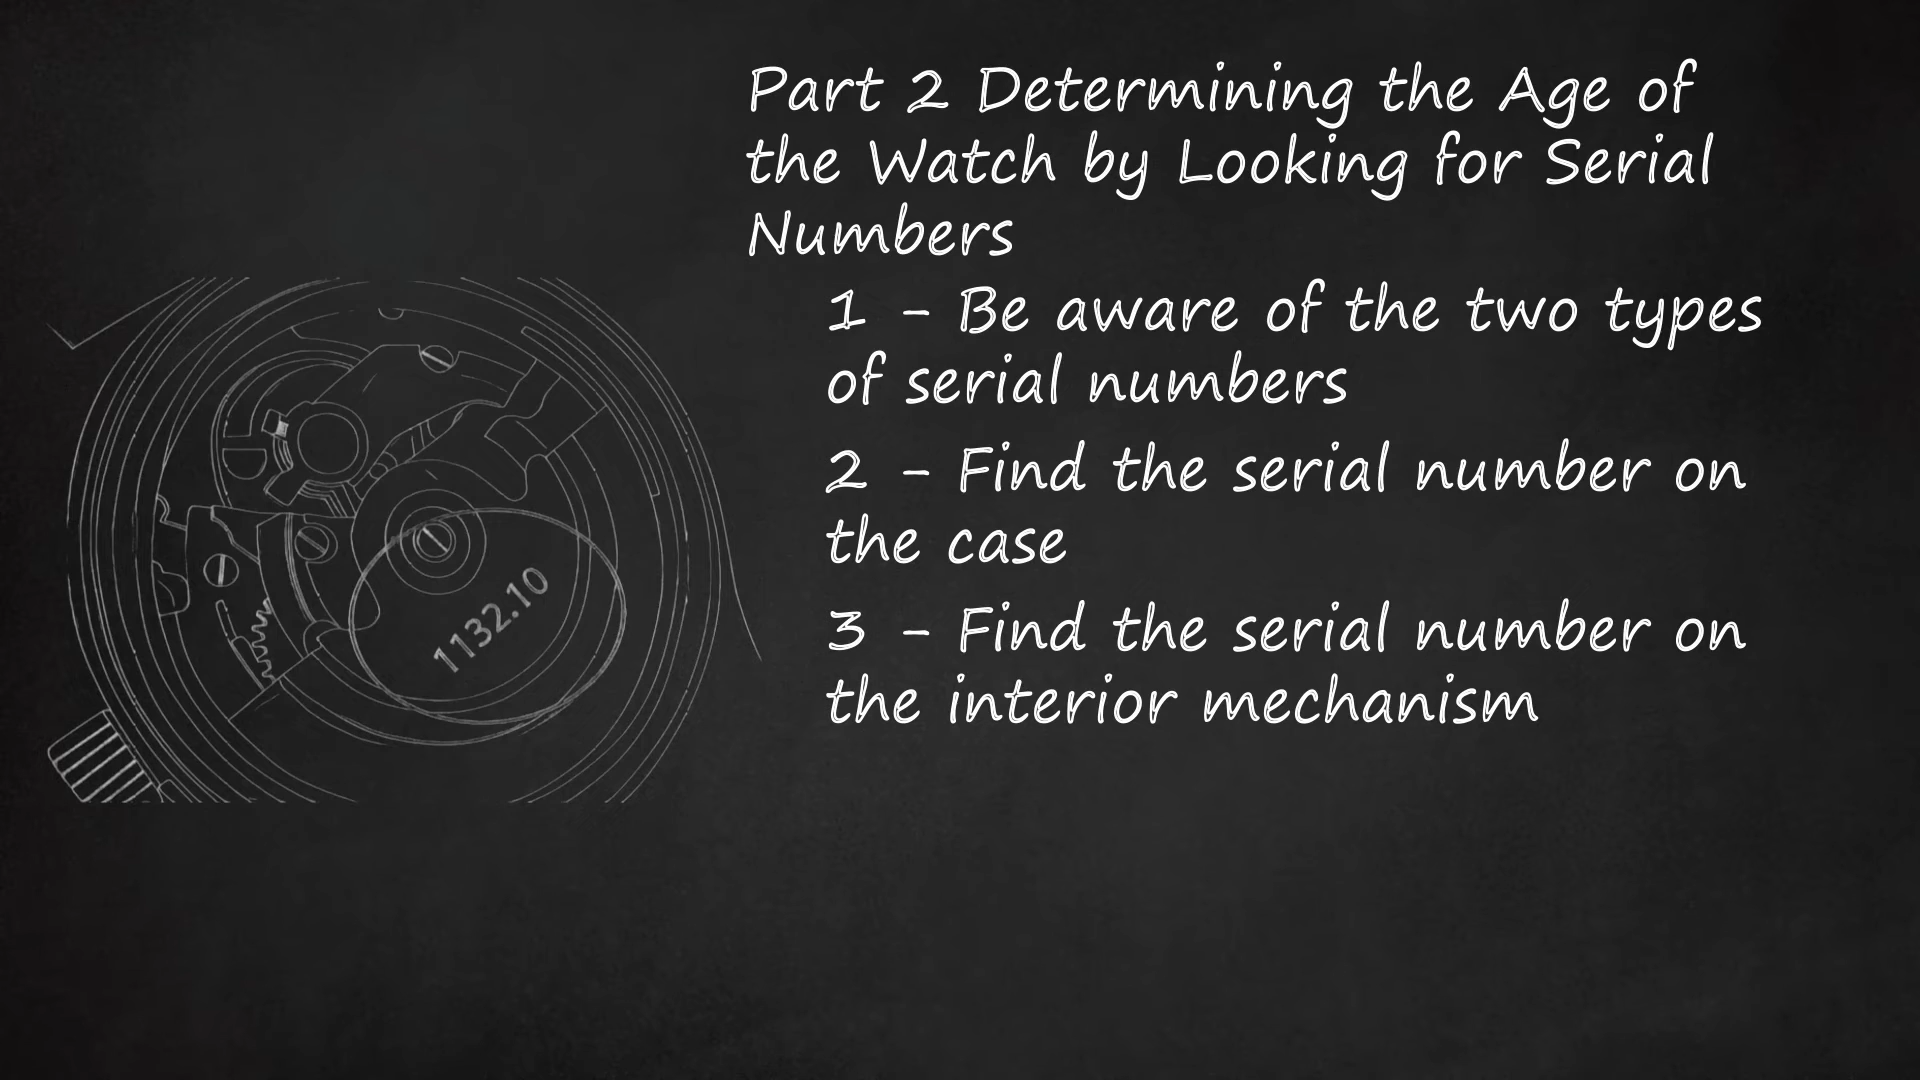 Part 2 Determining the Age of
the Watch by Looking for Serial
Numbers
1 - Be aware of the two types
of serial numbers
2 - Find the serial number on
the case
3 - Find the serial number on
the interior mechanism
1132.10